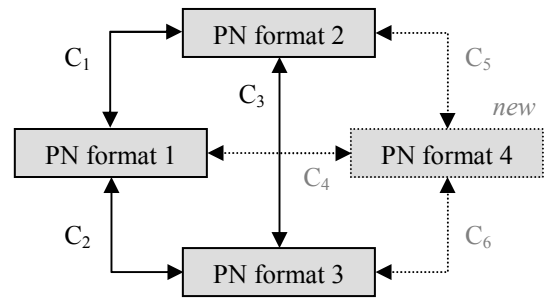 PN format 2
C₁
C₅
C₃
new
PN format 1
PN format 4
C₄
C₂
C₆
PN format 3